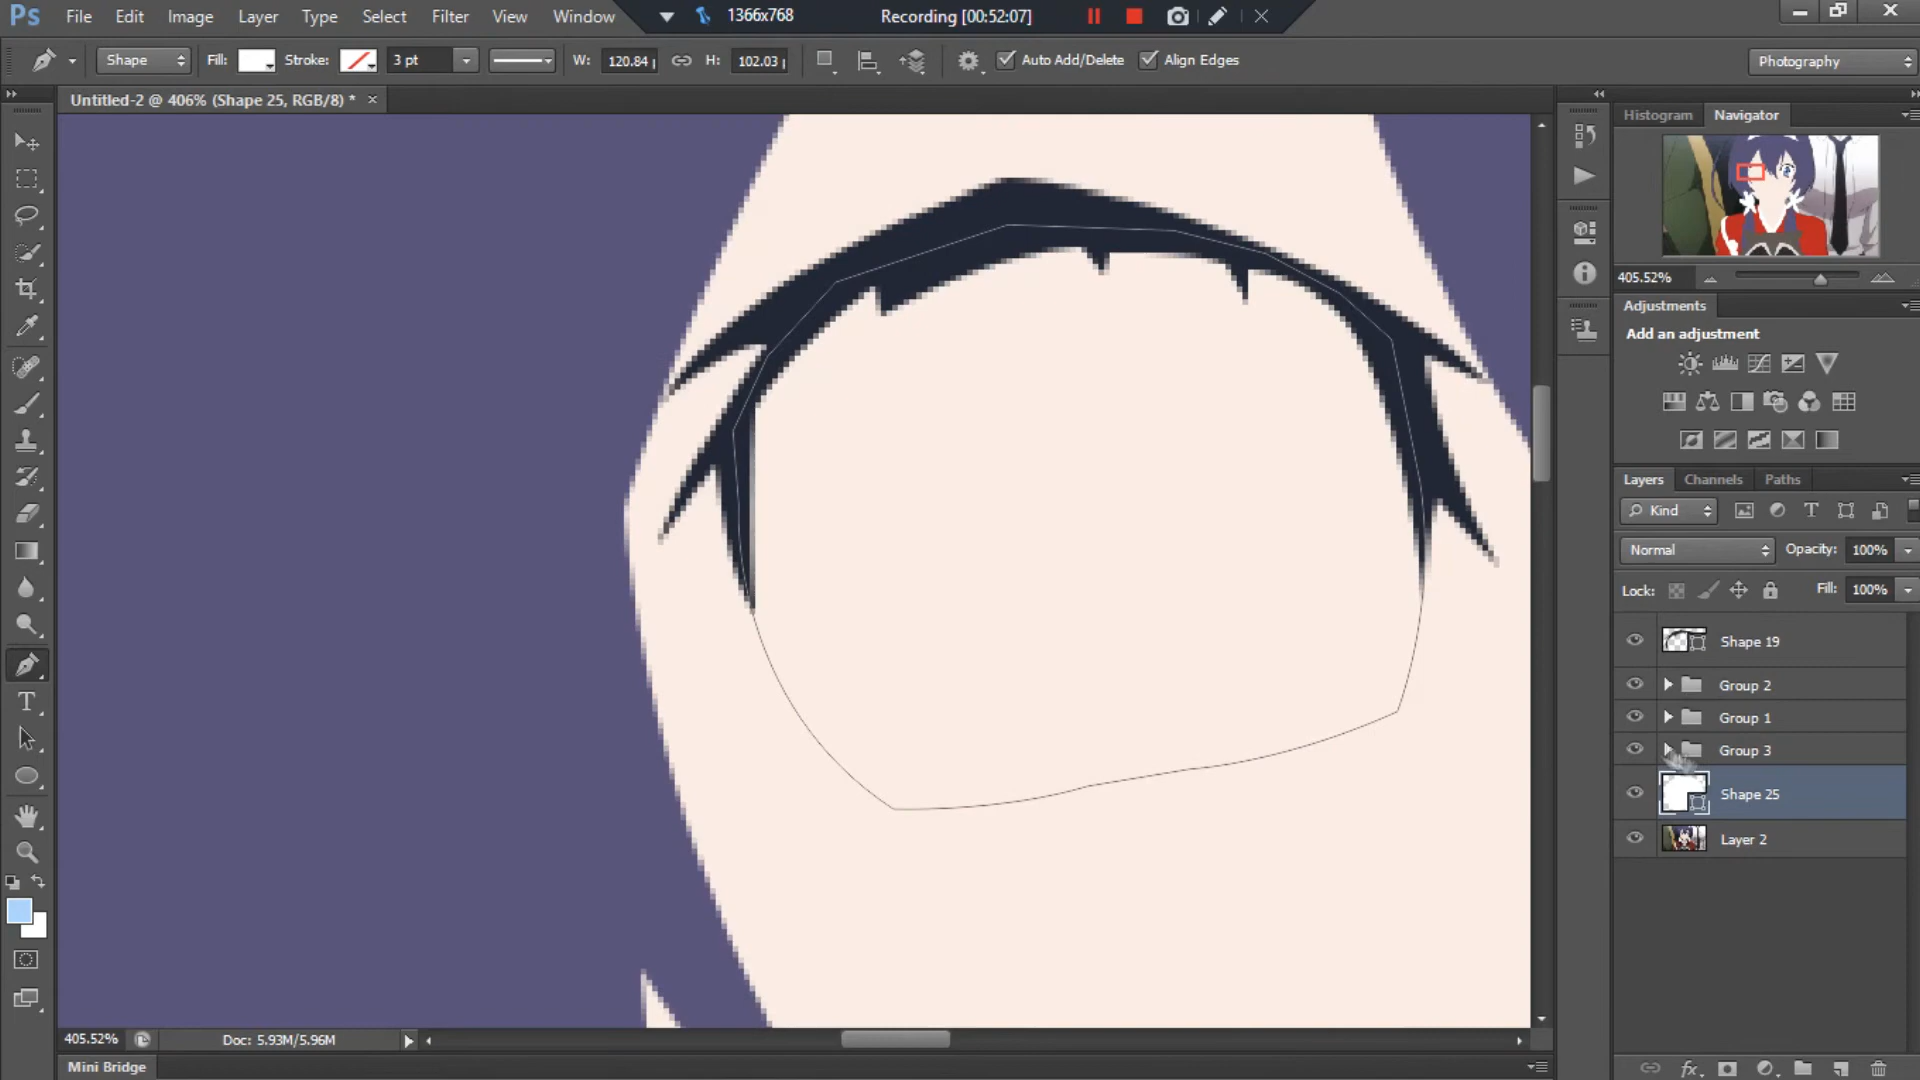 Ps File Edit Image Layer Type Select Filter View Window 1366x768 Recording [00:52:07]
Shape Fill: Stroke: 3 pt W: 120.84 H: 102.03 Auto Add/Delete Align Edges Photography
Untitled-2 @ 406% (Shape 25, RGB/8) *
Histogram Navigator
405.52%
Adjustments
Add an adjustment
Layers Channels Paths
Kind
Normal Opacity: 100%
Lock: Fill: 100%
Shape 19
Group 2
Group 1
Group 3
Shape 25
Layer 2
405.52% Doc: 5.93M/5.96M
Mini Bridge